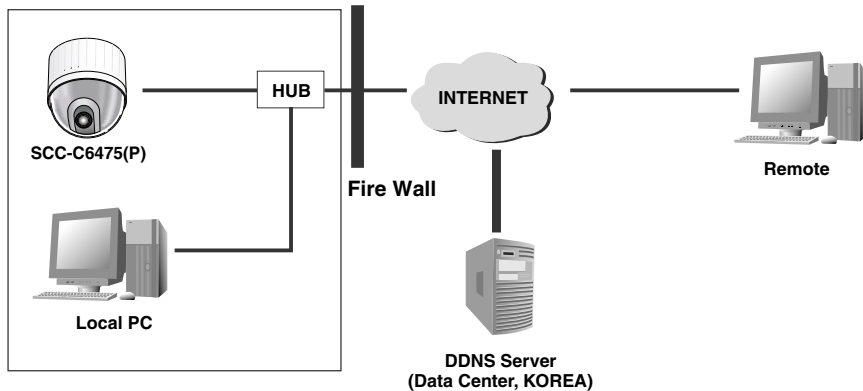 HUB
INTERNET
SCC-C6475(P)
Remote
Fire Wall
Local PC
DDNS Server
(Data Center, KOREA)